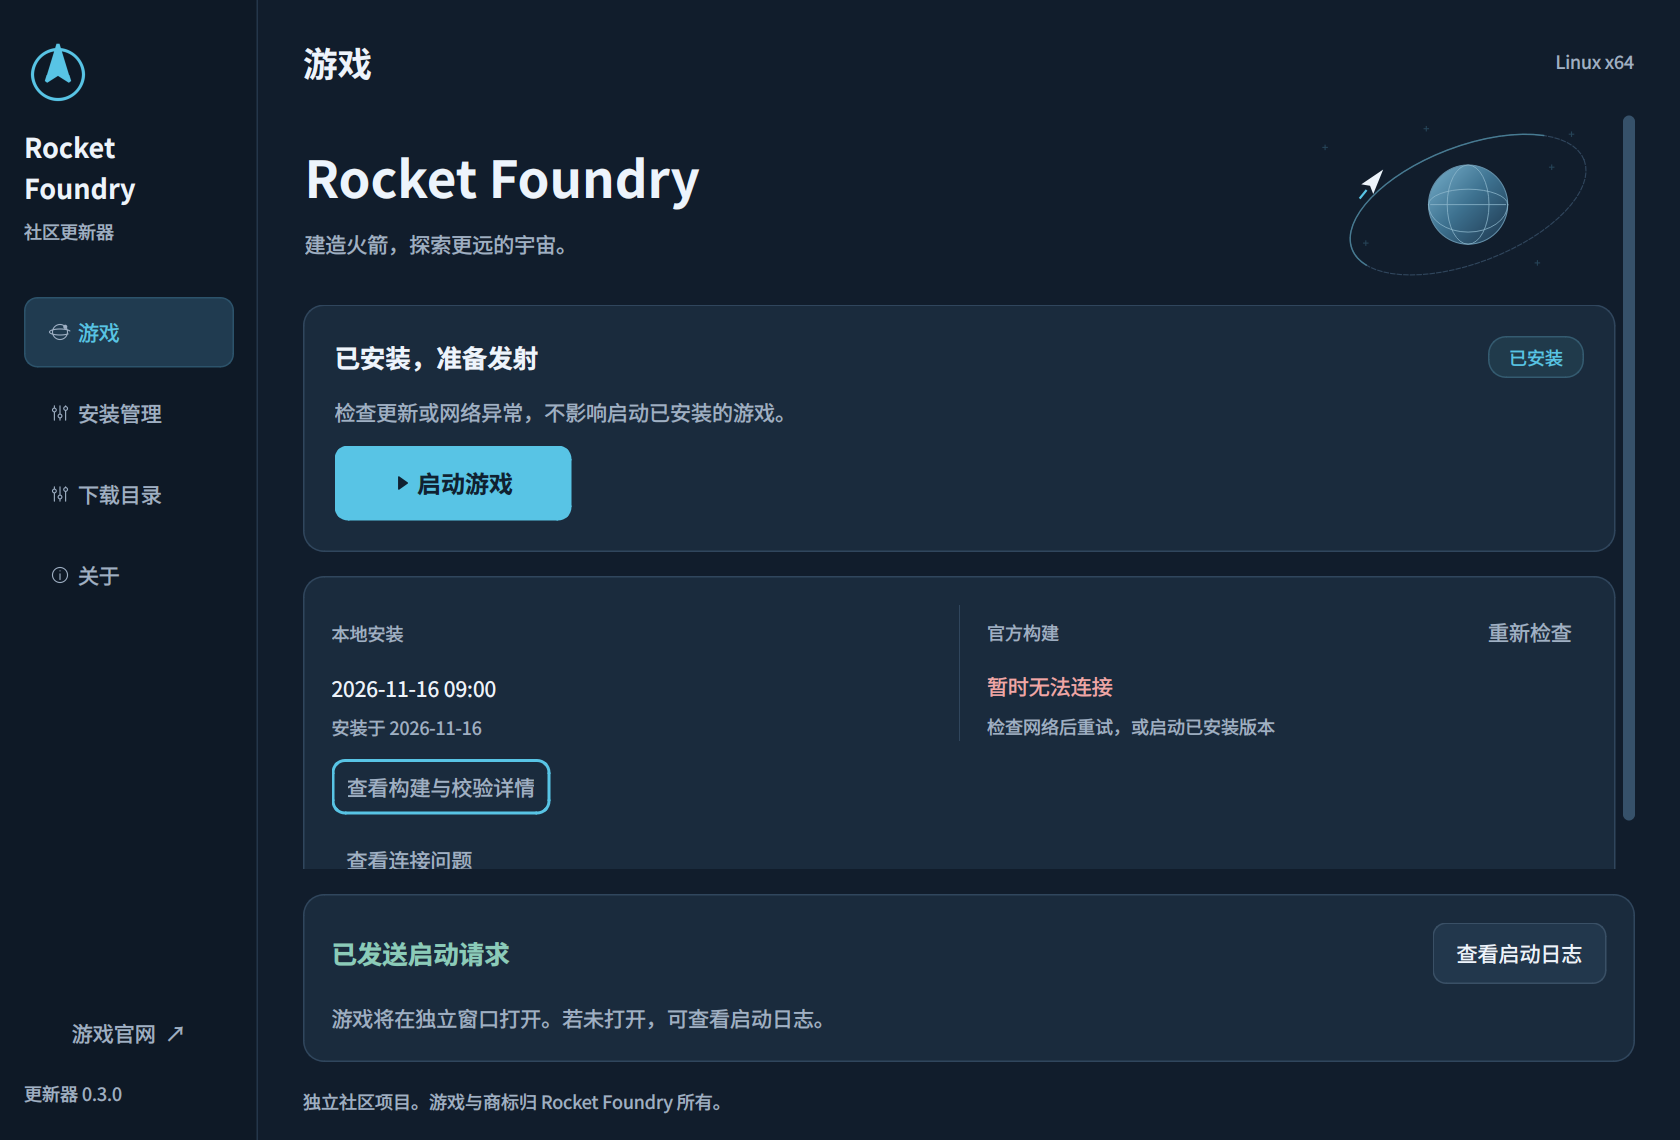 Rocket
Foundry
社区更新器
游戏
安装管理
下载目录
关于
游戏官网 ↗
更新器 0.3.0
游戏
Linux x64
Rocket Foundry
建造火箭，探索更远的宇宙。
已安装，准备发射
已安装
检查更新或网络异常，不影响启动已安装的游戏。
启动游戏
本地安装
2026-11-16 09:00
安装于 2026-11-16
查看构建与校验详情
查看连接问题
官方构建
重新检查
暂时无法连接
检查网络后重试，或启动已安装版本
已发送启动请求
查看启动日志
游戏将在独立窗口打开。若未打开，可查看启动日志。
独立社区项目。游戏与商标归 Rocket Foundry 所有。